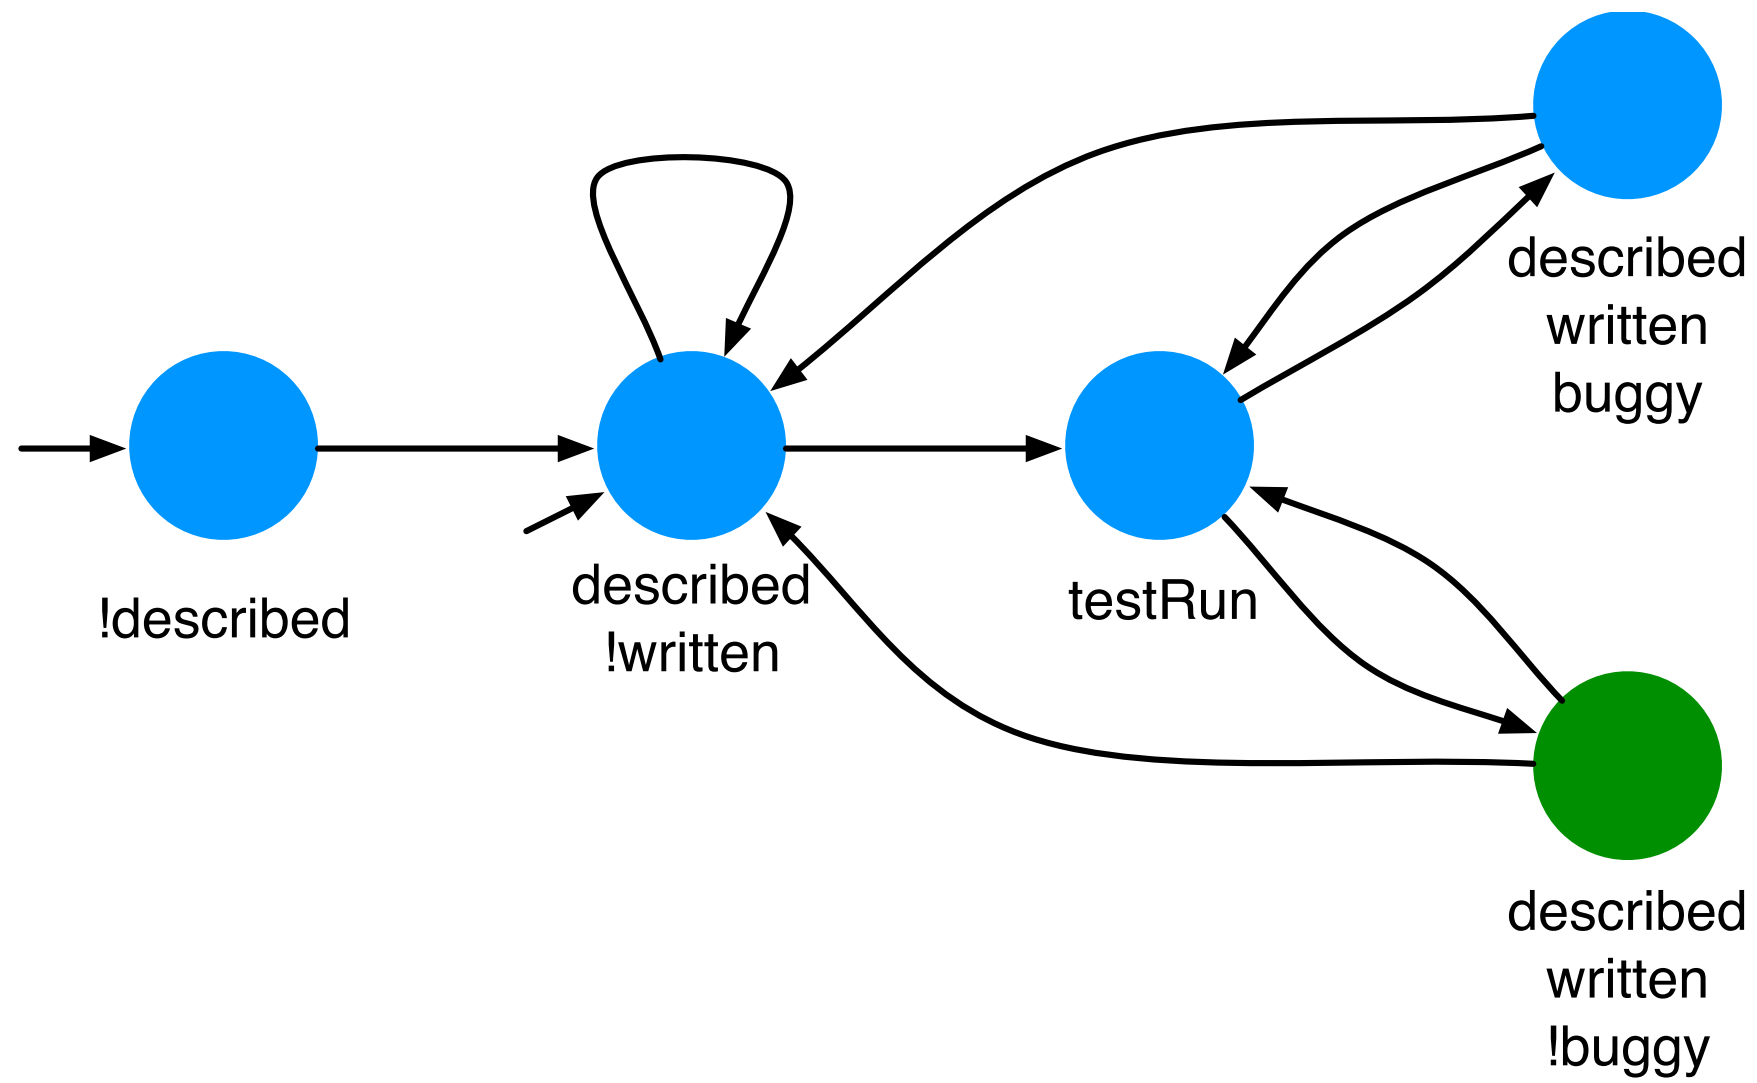 !described
described
!written
testRun
described
written
buggy
described
written
!buggy